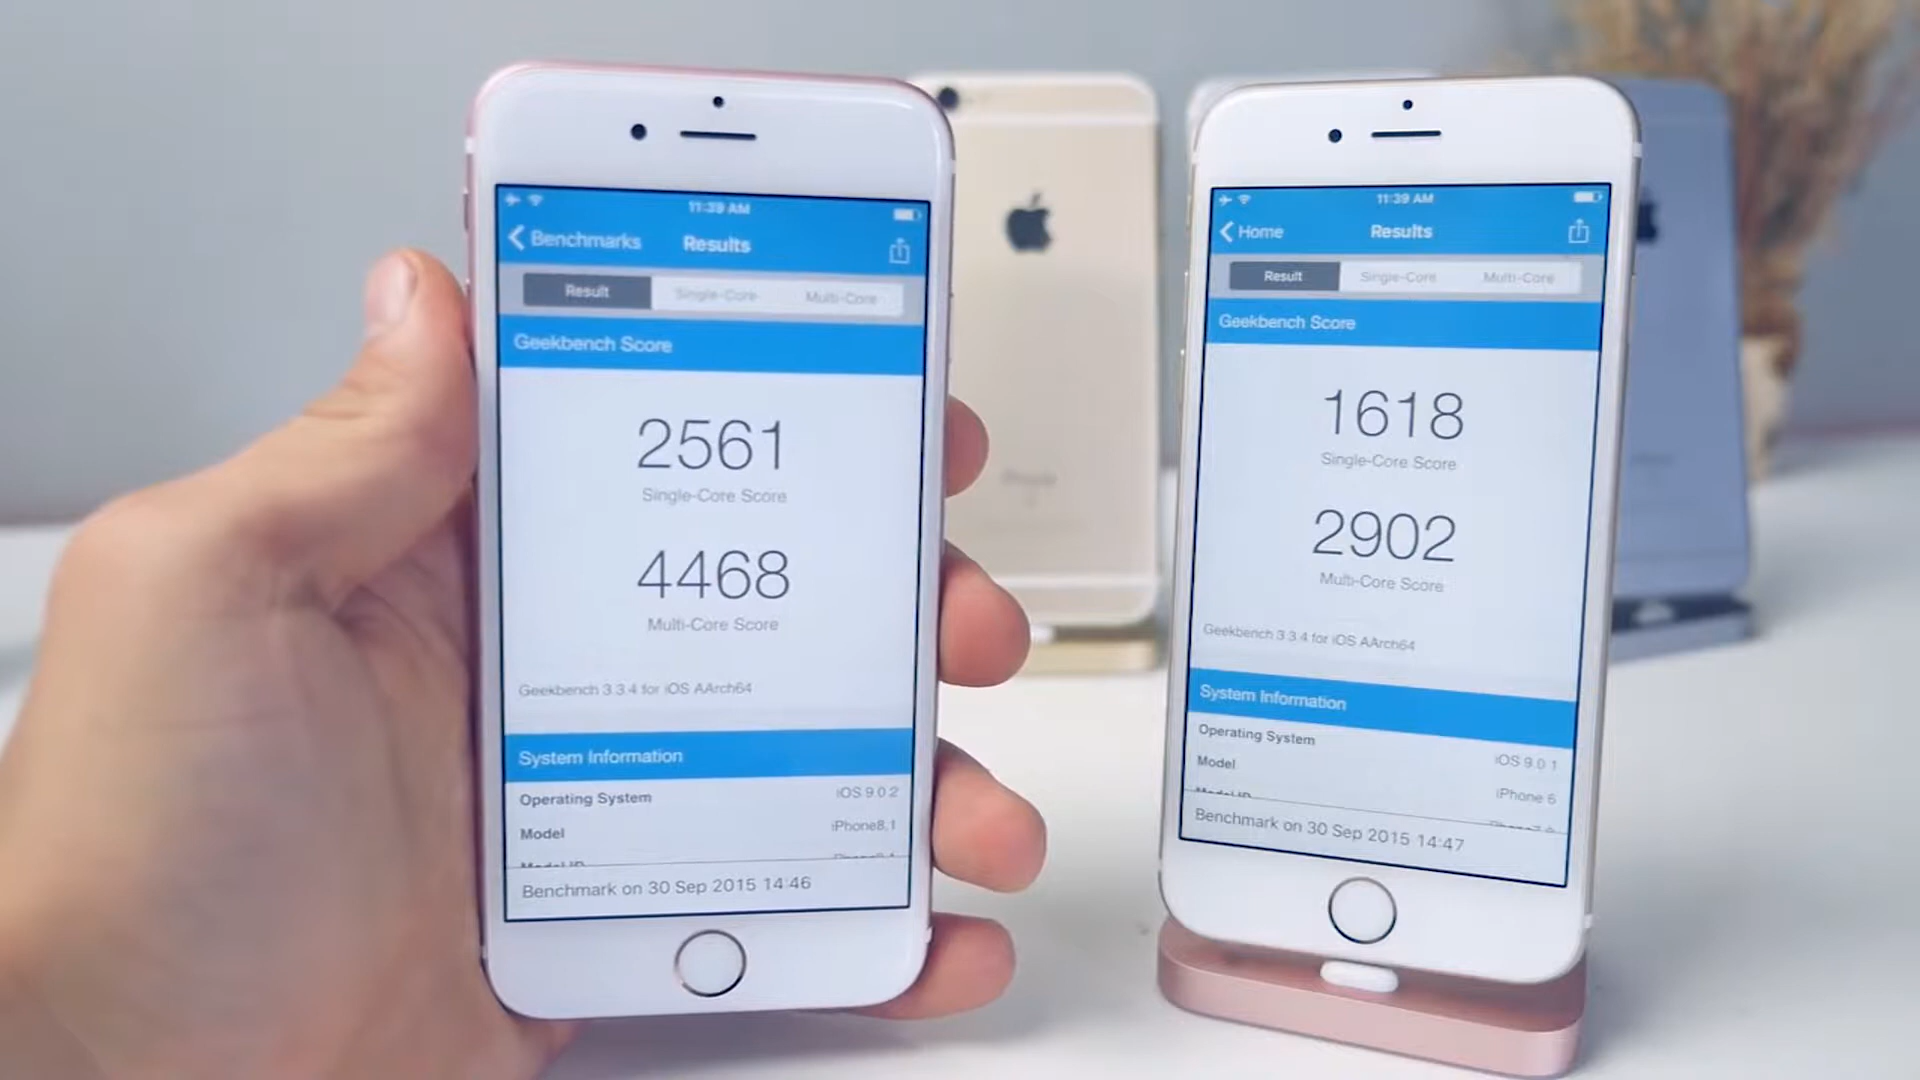 11:39 AM
Benchmarks
Results
Result
Single-Core
Multi-Core
Geekbench Score
2561
Single-Core Score
4468
Multi-Core Score
Geekbench 3.3.4 for iOS AArch64
System Information
Operating System
iOS 9.0.2
Model
iPhone8,1
Benchmark on 30 Sep 2015 14:46
11:39 AM
Home
Results
Result
Single-Core
Multi-Core
Geekbench Score
1618
Single-Core Score
2902
Multi-Core Score
Geekbench 3.3.4 for iOS AArch64
System Information
Operating System
iOS 9.0.1
Model
iPhone 6
Benchmark on 30 Sep 2015 14:47